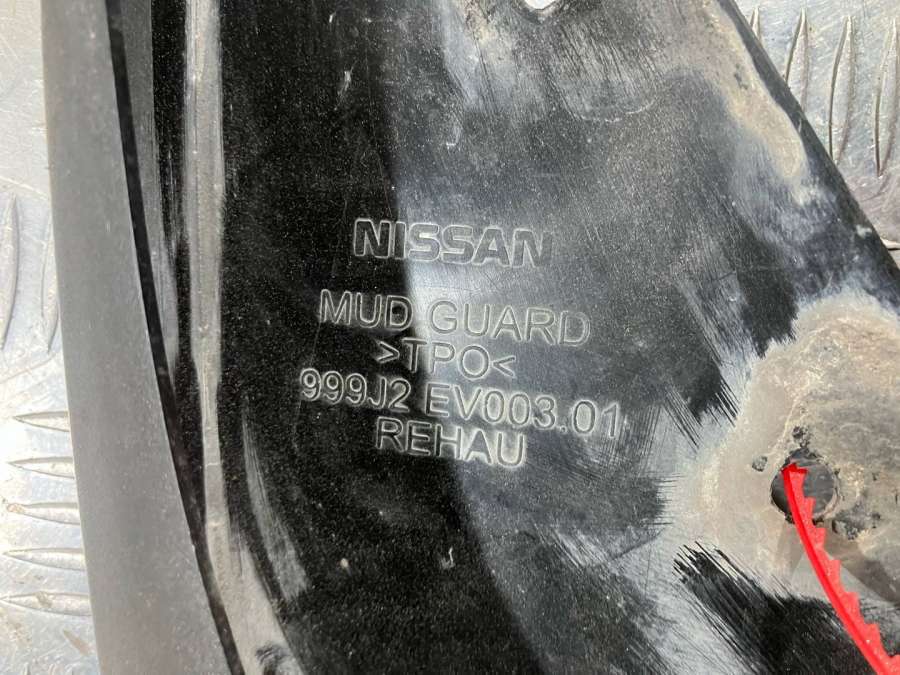 NISSAN
MUD GUARD
>TPO<
999J2 EV003.01
REHAU